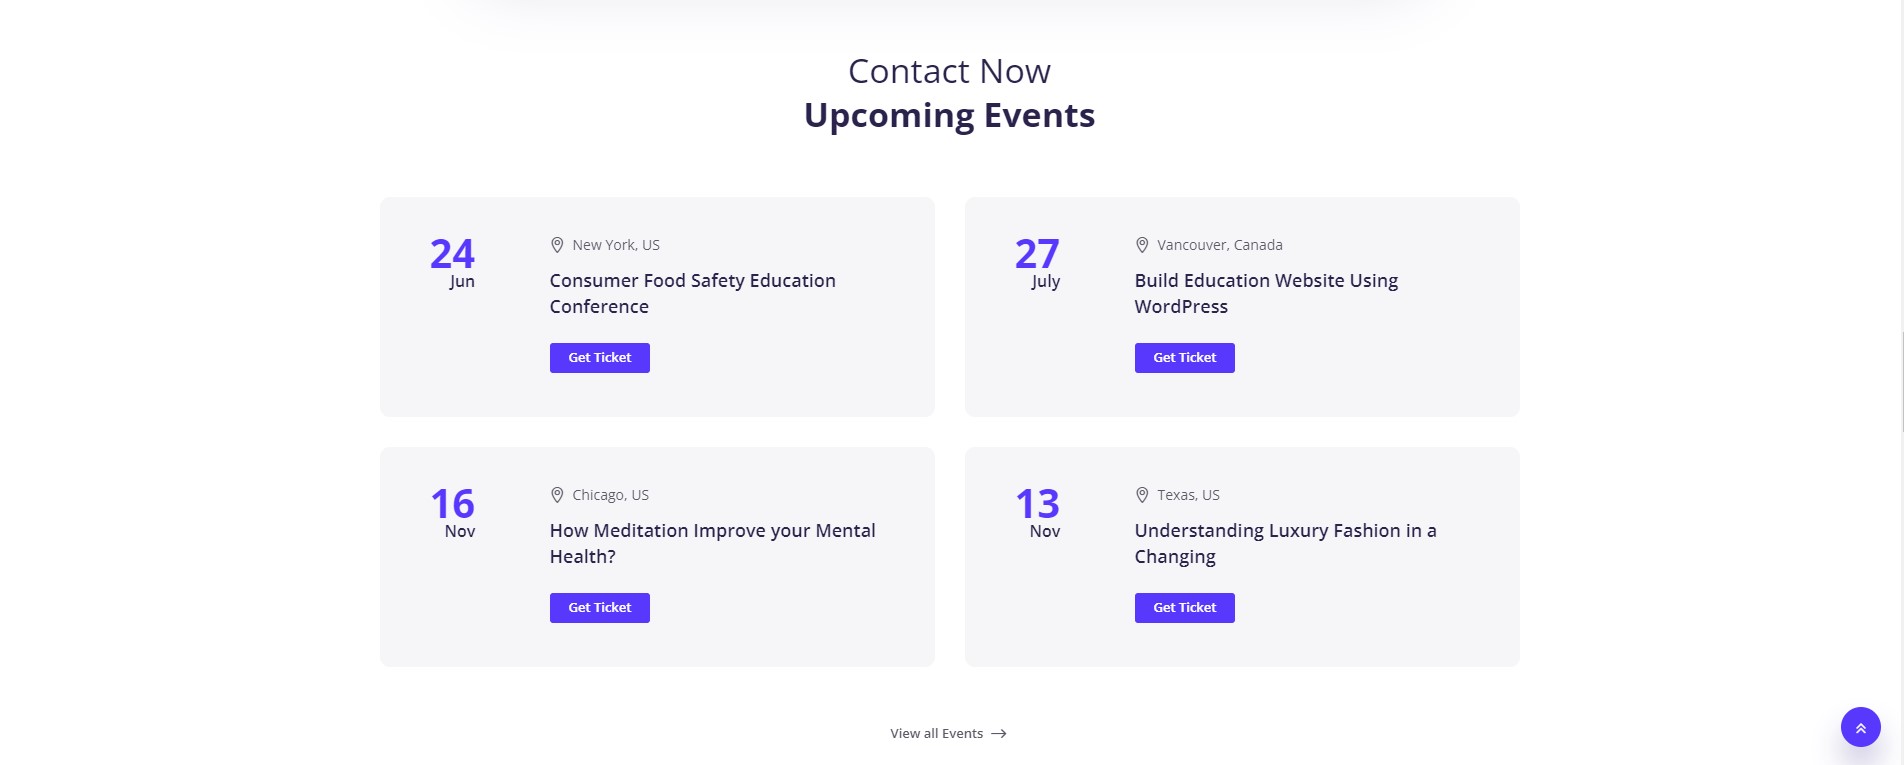 Contact Now
Upcoming Events
24
Jun
New York, US
Consumer Food Safety Education
Conference
Get Ticket
27
July
Vancouver, Canada
Build Education Website Using
WordPress
Get Ticket
16
Nov
Chicago, US
How Meditation Improve your Mental
Health?
Get Ticket
13
Nov
Texas, US
Understanding Luxury Fashion in a
Changing
Get Ticket
View all Events